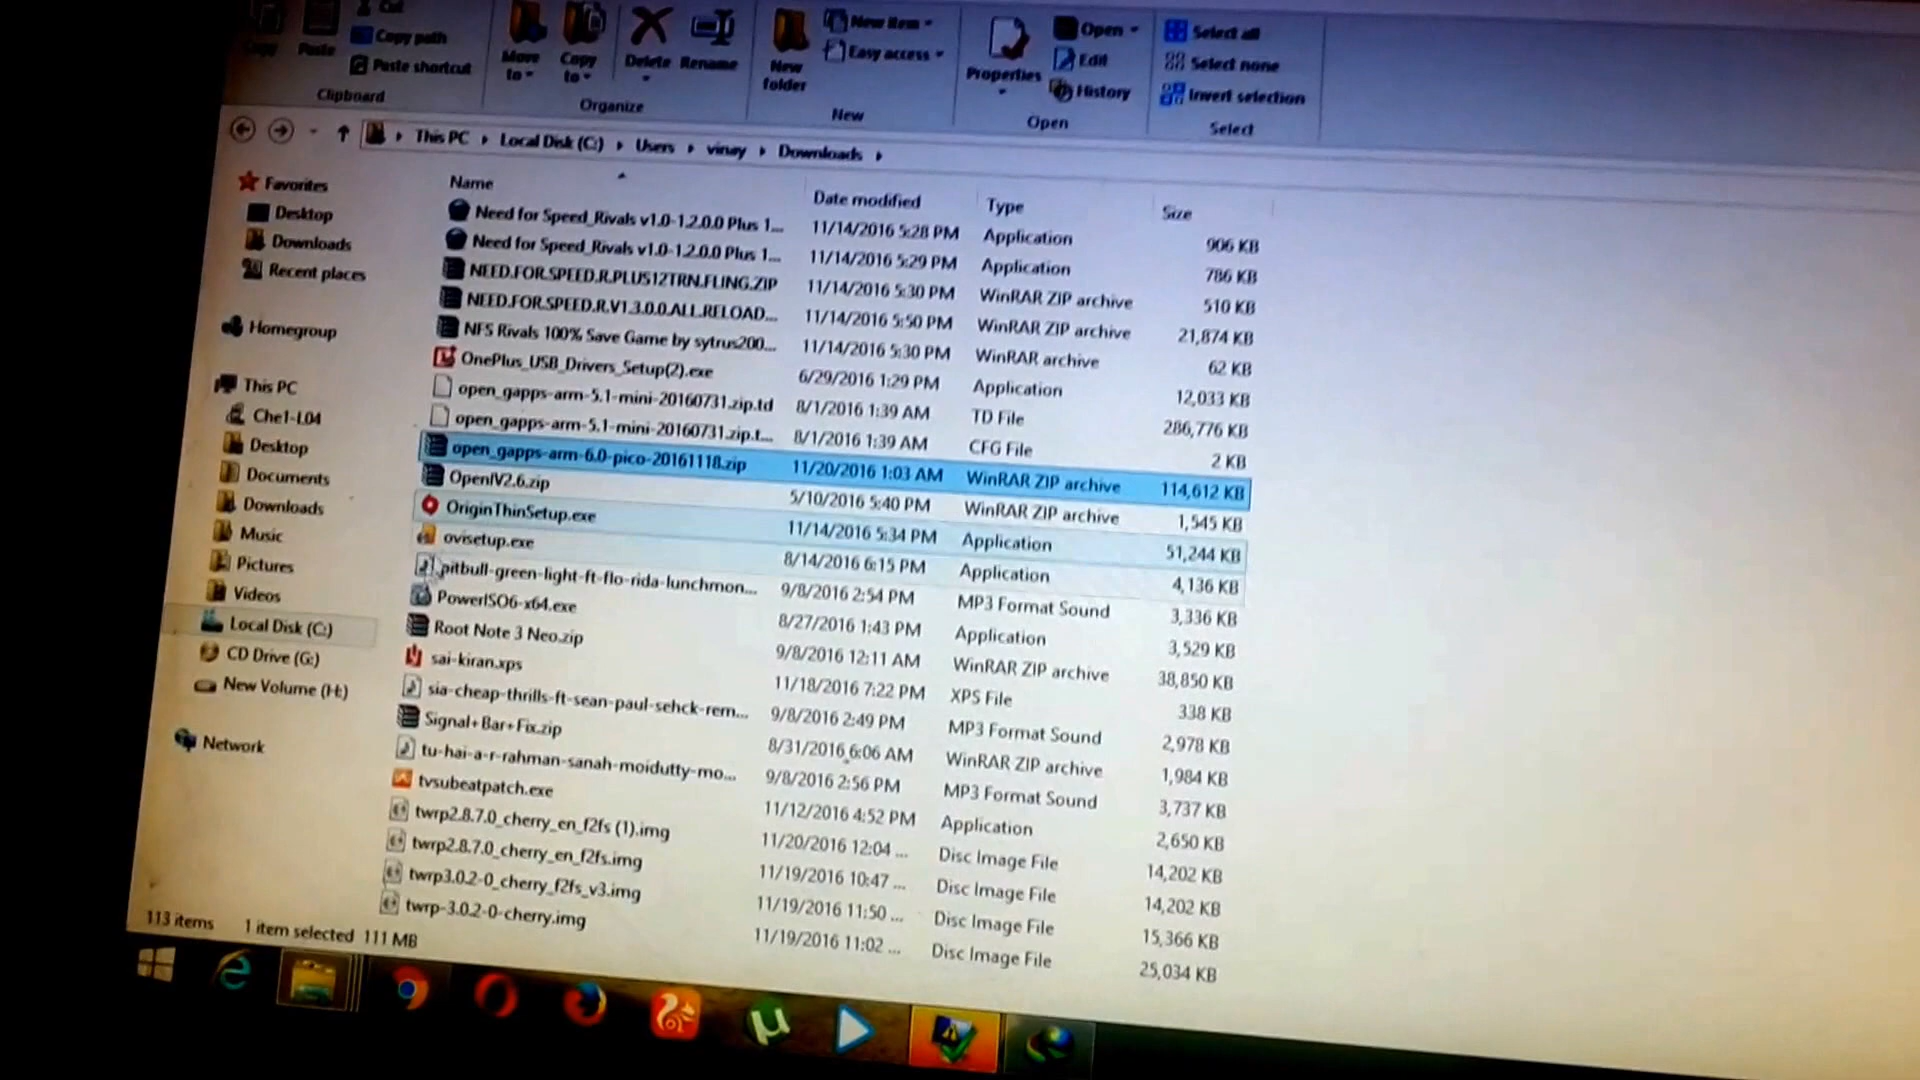 Copy
Paste
Cut
Copy path
Paste shortcut
Clipboard
Move to
Copy to
Delete
Rename
Organize
New folder
New item
Easy access
New
Properties
Open
Edit
History
Open
Select all
Select none
Invert selection
Select
This PC
Local Disk (C:)
Users
vinay
Downloads
Favorites
Desktop
Downloads
Recent places
Homegroup
This PC
Che1-L04
Desktop
Documents
Downloads
Music
Pictures
Videos
Local Disk (C:)
CD Drive (G:)
New Volume (H:)
Network
Name Date modified Type Size
Need for Speed_Rivals v1.0-1.2.0.0 Plus 1... 11/14/2016 5:28 PM Application 906 KB
Need for Speed_Rivals v1.0-1.2.0.0 Plus 1... 11/14/2016 5:29 PM Application 786 KB
NEED.FOR.SPEED.R.PLUS12TRN.FLING.ZIP 11/14/2016 5:30 PM WinRAR ZIP archive 510 KB
NEED.FOR.SPEED.R.V1.3.0.0.ALL.RELOAD... 11/14/2016 5:50 PM WinRAR ZIP archive 21,874 KB
NFS Rivals 100% Save Game by sytrus200... 11/14/2016 5:30 PM WinRAR archive 62 KB
OnePlus_USB_Drivers_Setup(2).exe 6/29/2016 1:29 PM Application 12,033 KB
open_gapps-arm-5.1-mini-20160731.zip.td 8/1/2016 1:39 AM TD File 286,776 KB
open_gapps-arm-5.1-mini-20160731.zip.t... 8/1/2016 1:39 AM CFG File 2 KB
open_gapps-arm-6.0-pico-20161118.zip 11/20/2016 1:03 AM WinRAR ZIP archive 114,612 KB
OpenIV2.6.zip 5/10/2016 5:40 PM WinRAR ZIP archive 1,545 KB
OriginThinSetup.exe 11/14/2016 5:34 PM Application 51,244 KB
ovisetup.exe 8/14/2016 6:15 PM Application 4,136 KB
pitbull-green-light-ft-flo-rida-lunchmon... 9/8/2016 2:54 PM MP3 Format Sound 3,336 KB
PowerISO6-x64.exe 8/27/2016 1:43 PM Application 3,529 KB
Root Note 3 Neo.zip 9/8/2016 12:11 AM WinRAR ZIP archive 38,850 KB
sai-kiran.xps 11/18/2016 7:22 PM XPS File 338 KB
sia-cheap-thrills-ft-sean-paul-sehck-rem... 9/8/2016 2:49 PM MP3 Format Sound 2,978 KB
Signal+Bar+Fix.zip 8/31/2016 6:06 AM WinRAR ZIP archive 1,984 KB
tu-hai-a-r-rahman-sanah-moidutty-mo... 9/8/2016 2:56 PM MP3 Format Sound 3,737 KB
tvsubeatpatch.exe 11/12/2016 4:52 PM Application 2,650 KB
twrp2.8.7.0_cherry_en_f2fs (1).img 11/20/2016 12:04 ... Disc Image File 14,202 KB
twrp2.8.7.0_cherry_en_f2fs.img 11/19/2016 10:47 ... Disc Image File 14,202 KB
twrp3.0.2-0_cherry_f2fs_v3.img 11/19/2016 11:50 ... Disc Image File 15,366 KB
twrp-3.0.2-0-cherry.img 11/19/2016 11:02 ... Disc Image File 25,034 KB
113 items 1 item selected 111 MB